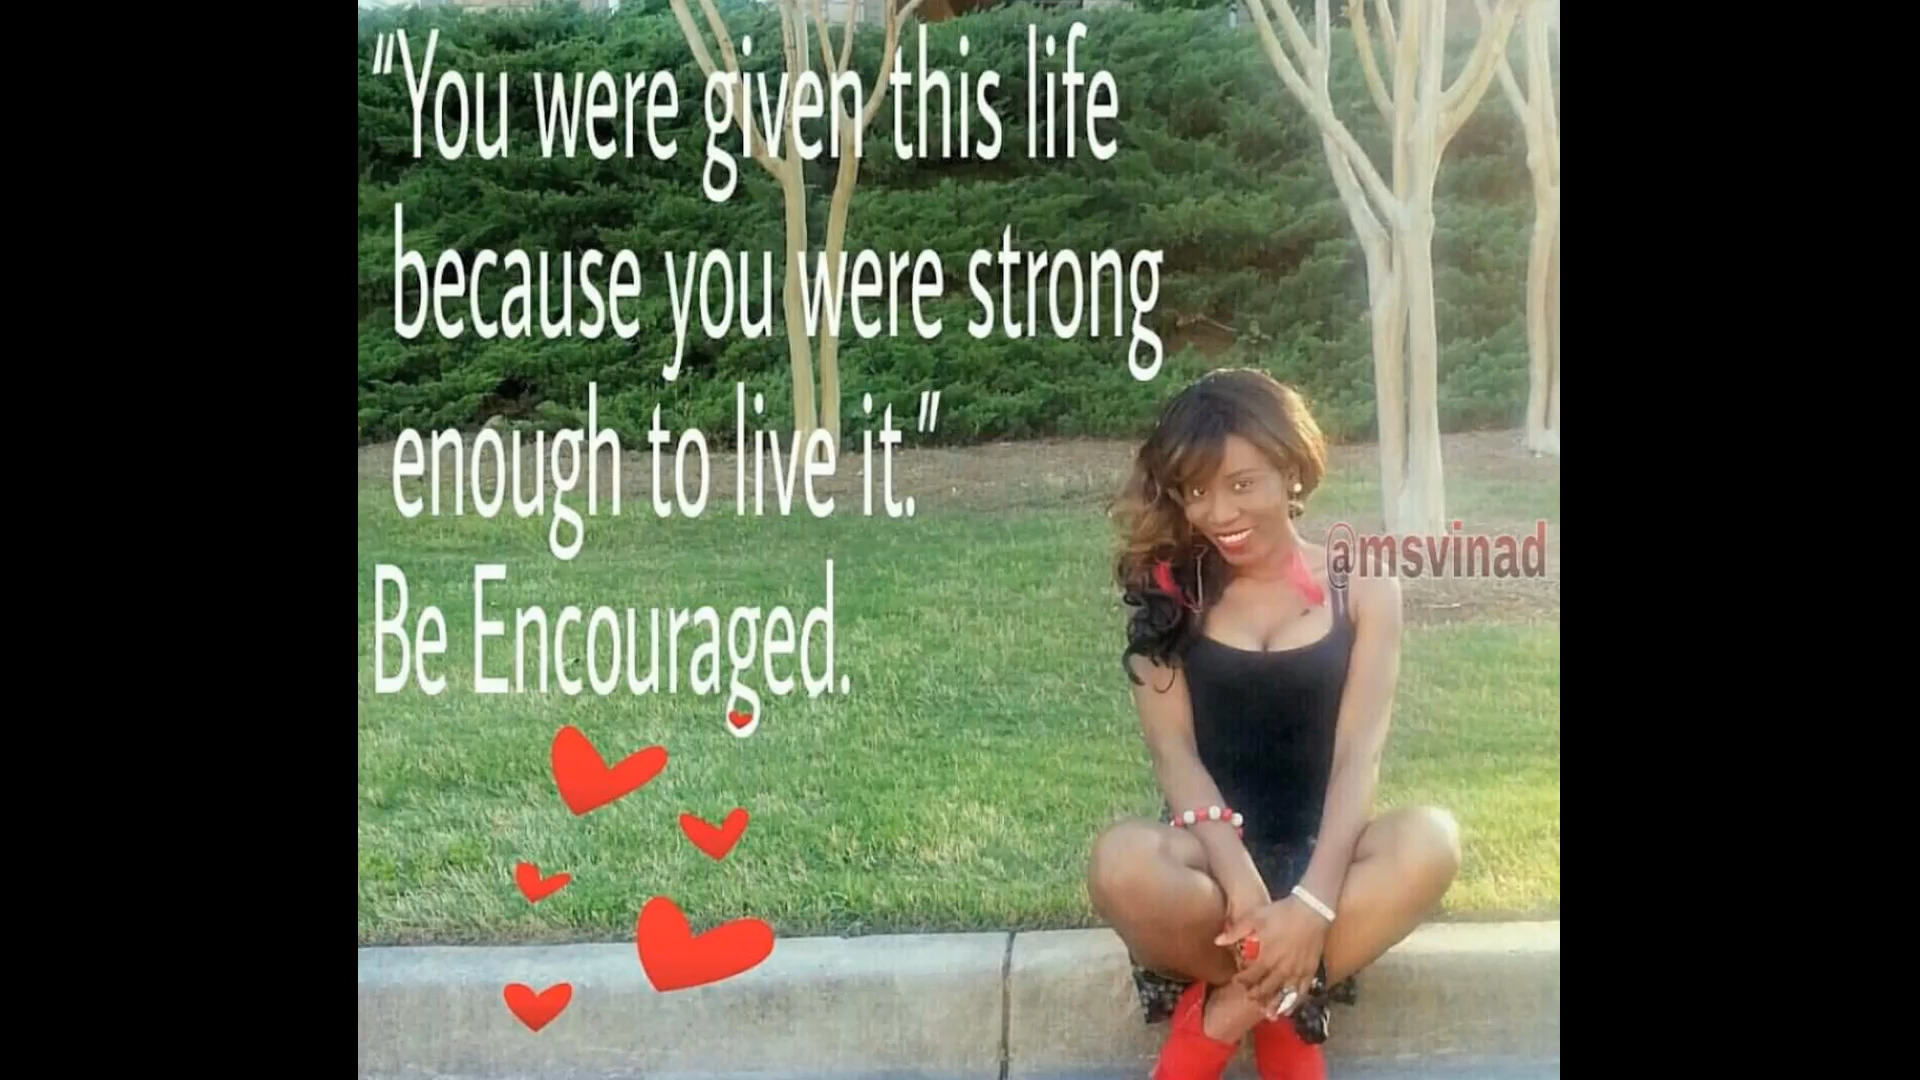 “You were given this life
because you were strong
enough to live it.”
Be Encouraged.
@msvinad